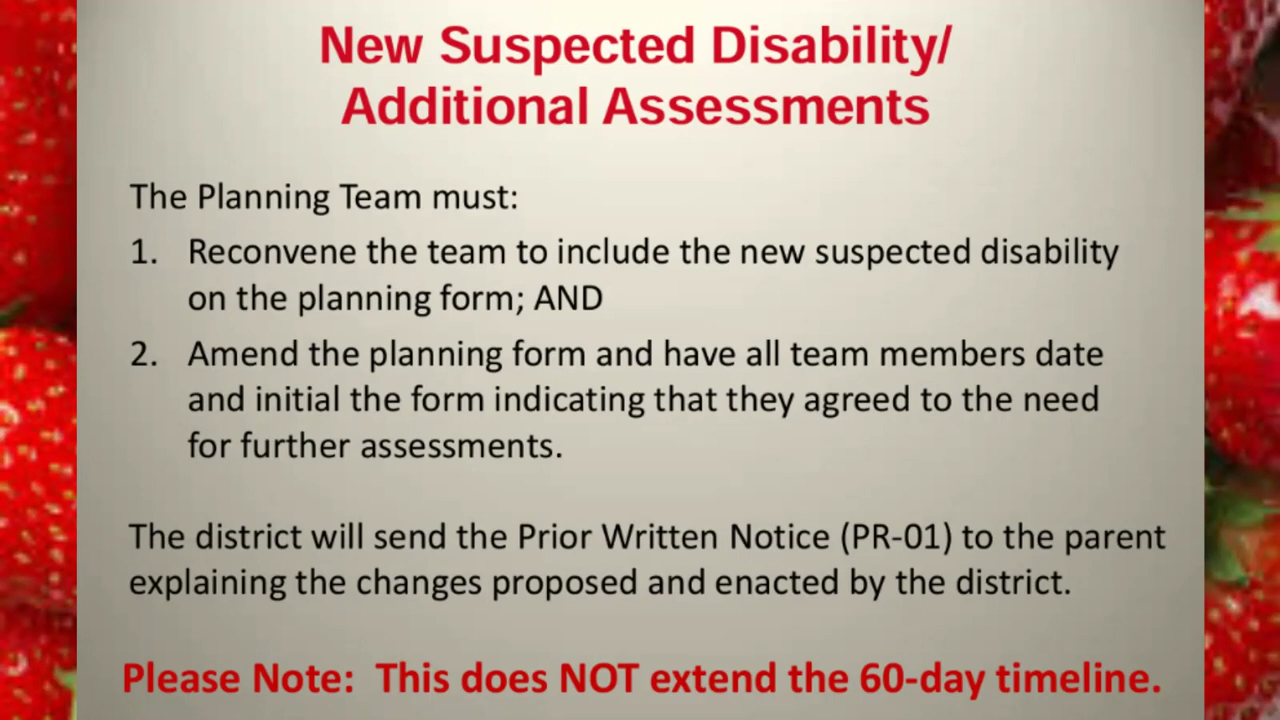 New Suspected Disability/
Additional Assessments
The Planning Team must:
1. Reconvene the team to include the new suspected disability
on the planning form; AND
2. Amend the planning form and have all team members date
and initial the form indicating that they agreed to the need
for further assessments.
The district will send the Prior Written Notice (PR-01) to the parent
explaining the changes proposed and enacted by the district.
Please Note: This does NOT extend the 60-day timeline.